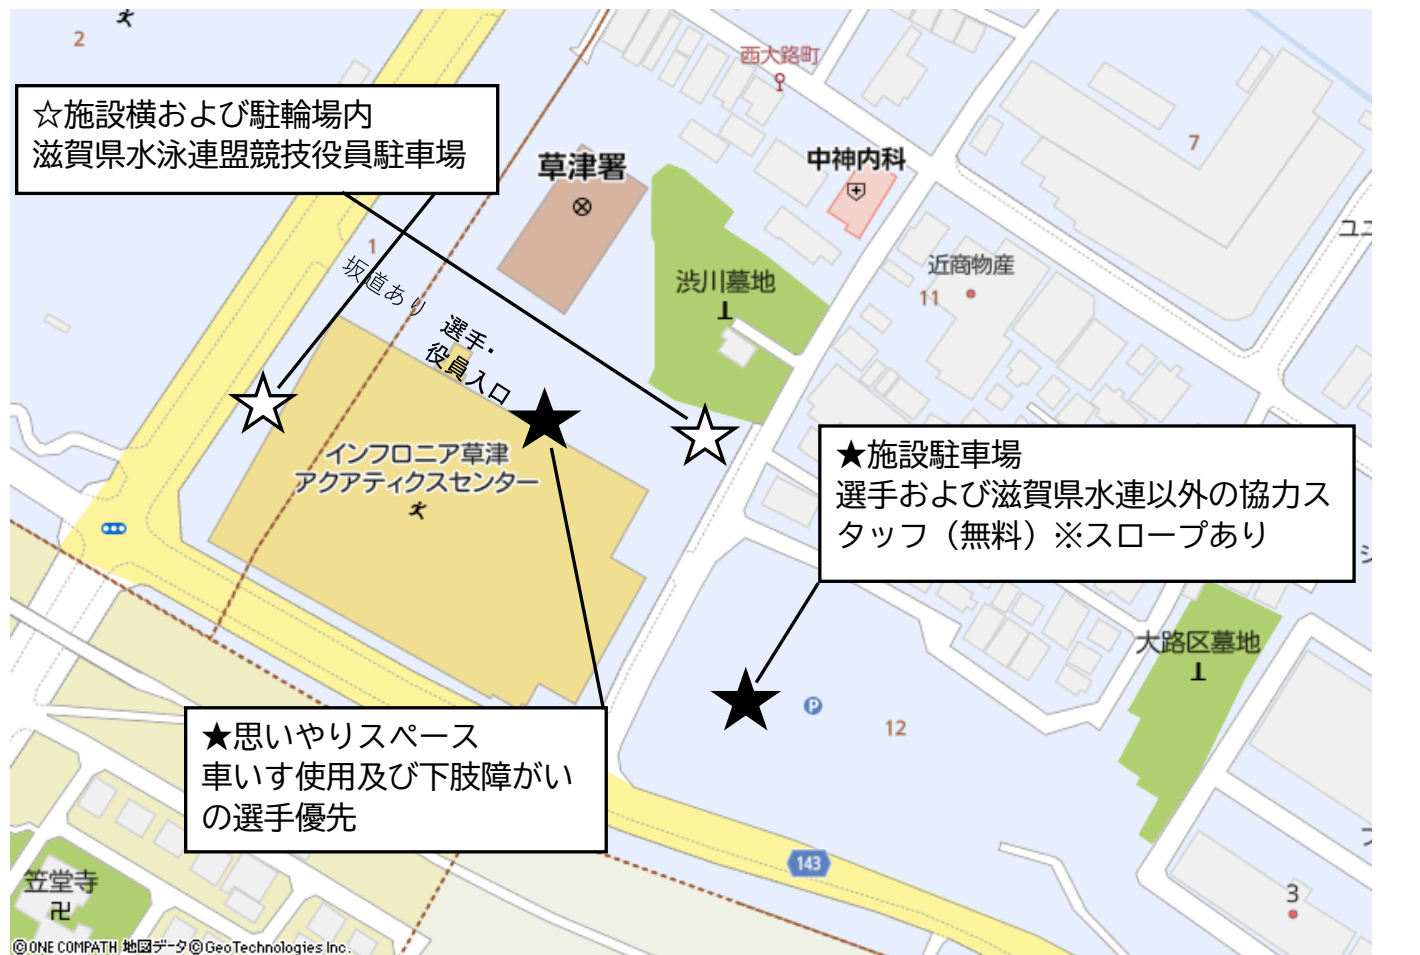 2
西大路町
☆施設横および駐輪場内
滋賀県水泳連盟競技役員駐車場
草津署
中神内科
7
ユニ
1
坂道あり
渋川墓地
近商物産
11
選手・
役員入口
インフロニア草津
アクアティクスセンター
★施設駐車場
選手および滋賀県水連以外の協力ス
タッフ（無料）※スロープあり
大路区墓地
P
12
★思いやりスペース
車いす使用及び下肢障がい
の選手優先
143
笠堂寺
卍
3
©ONE COMPATH 地図データ©GeoTechnologies Inc.